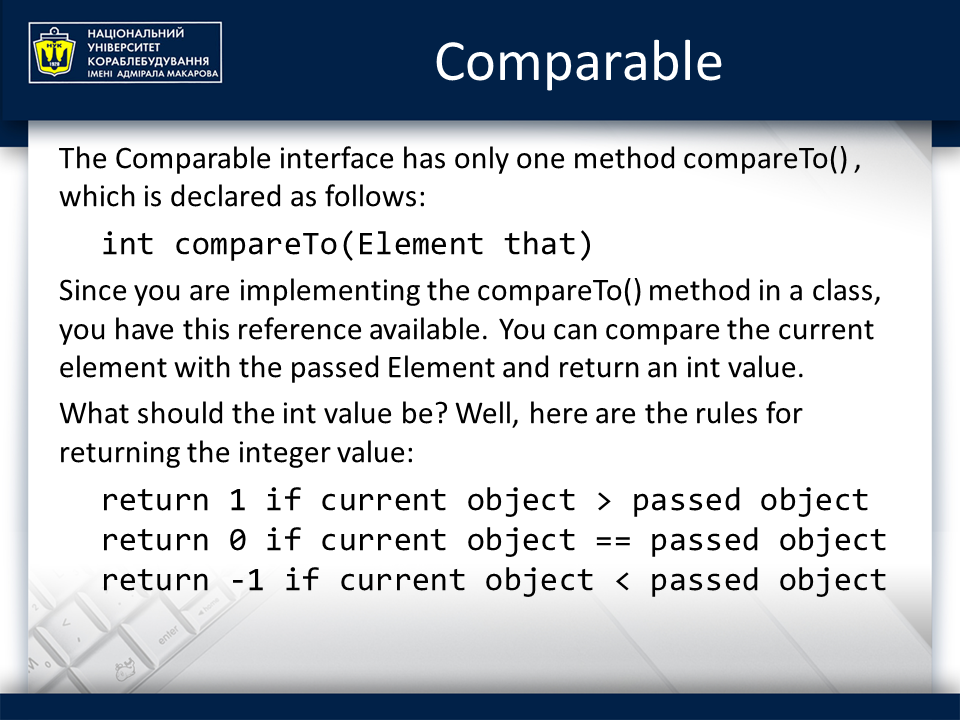 НАЦІОНАЛЬНИЙ
УНІВЕРСИТЕТ
КОРАБЛЕБУДУВАННЯ
ІМЕНІ АДМІРАЛА МАКАРОВА
НУК
1920
Comparable
The Comparable interface has only one method compareTo() ,
which is declared as follows:
int compareTo(Element that)
Since you are implementing the compareTo() method in a class,
you have this reference available. You can compare the current
element with the passed Element and return an int value.
What should the int value be? Well, here are the rules for
returning the integer value:
return 1 if current object > passed object
return 0 if current object == passed object
return -1 if current object < passed object
enter